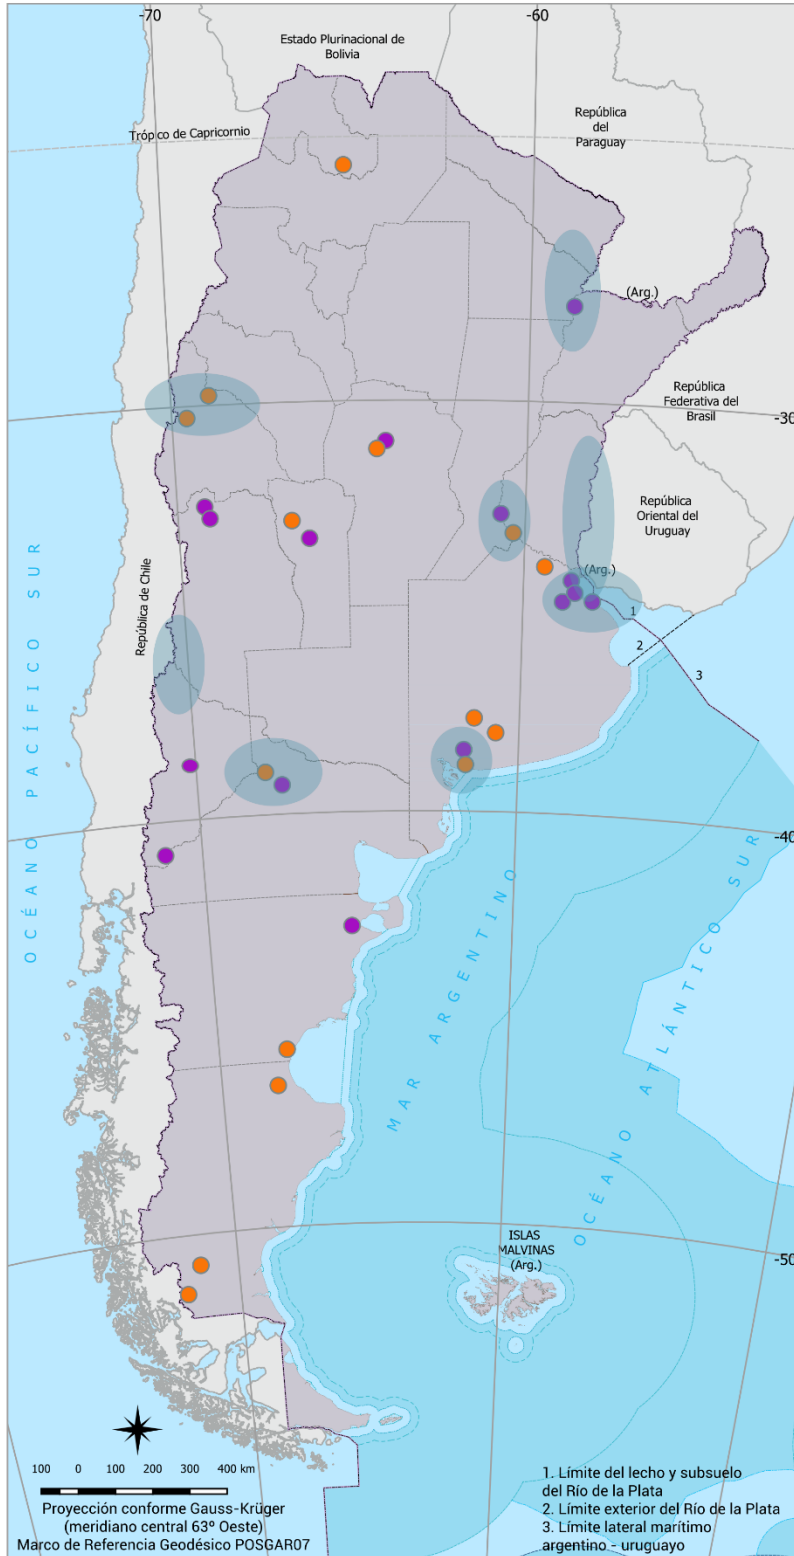 -70
-60
Estado Plurinacional de
Bolivia
República
del
Paraguay
Trópico de Capricornio
(Arg.)
República
Federativa del
Brasil
-30
República
Oriental del
Uruguay
(Arg.)
República de Chile
1
2
3
OCÉANO PACÍFICO SUR
-40
MAR ARGENTINO
OCÉANO ATLÁNTICO SUR
ISLAS
MALVINAS
(Arg.)
-50
100 0 100 200 300 400 km
Proyección conforme Gauss-Krüger
(meridiano central 63º Oeste)
Marco de Referencia Geodésico POSGAR07
1. Límite del lecho y subsuelo
del Río de la Plata
2. Límite exterior del Río de la Plata
3. Límite lateral marítimo
argentino - uruguayo